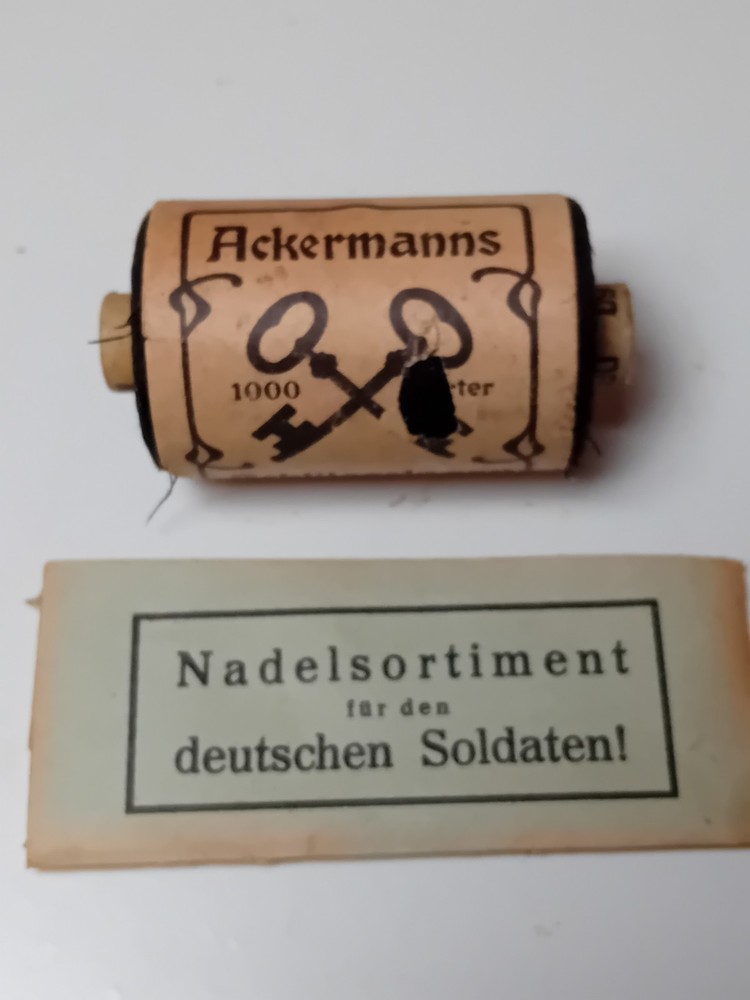 Ackermanns
1000
Nadelsortiment
für den
deutschen Soldaten!